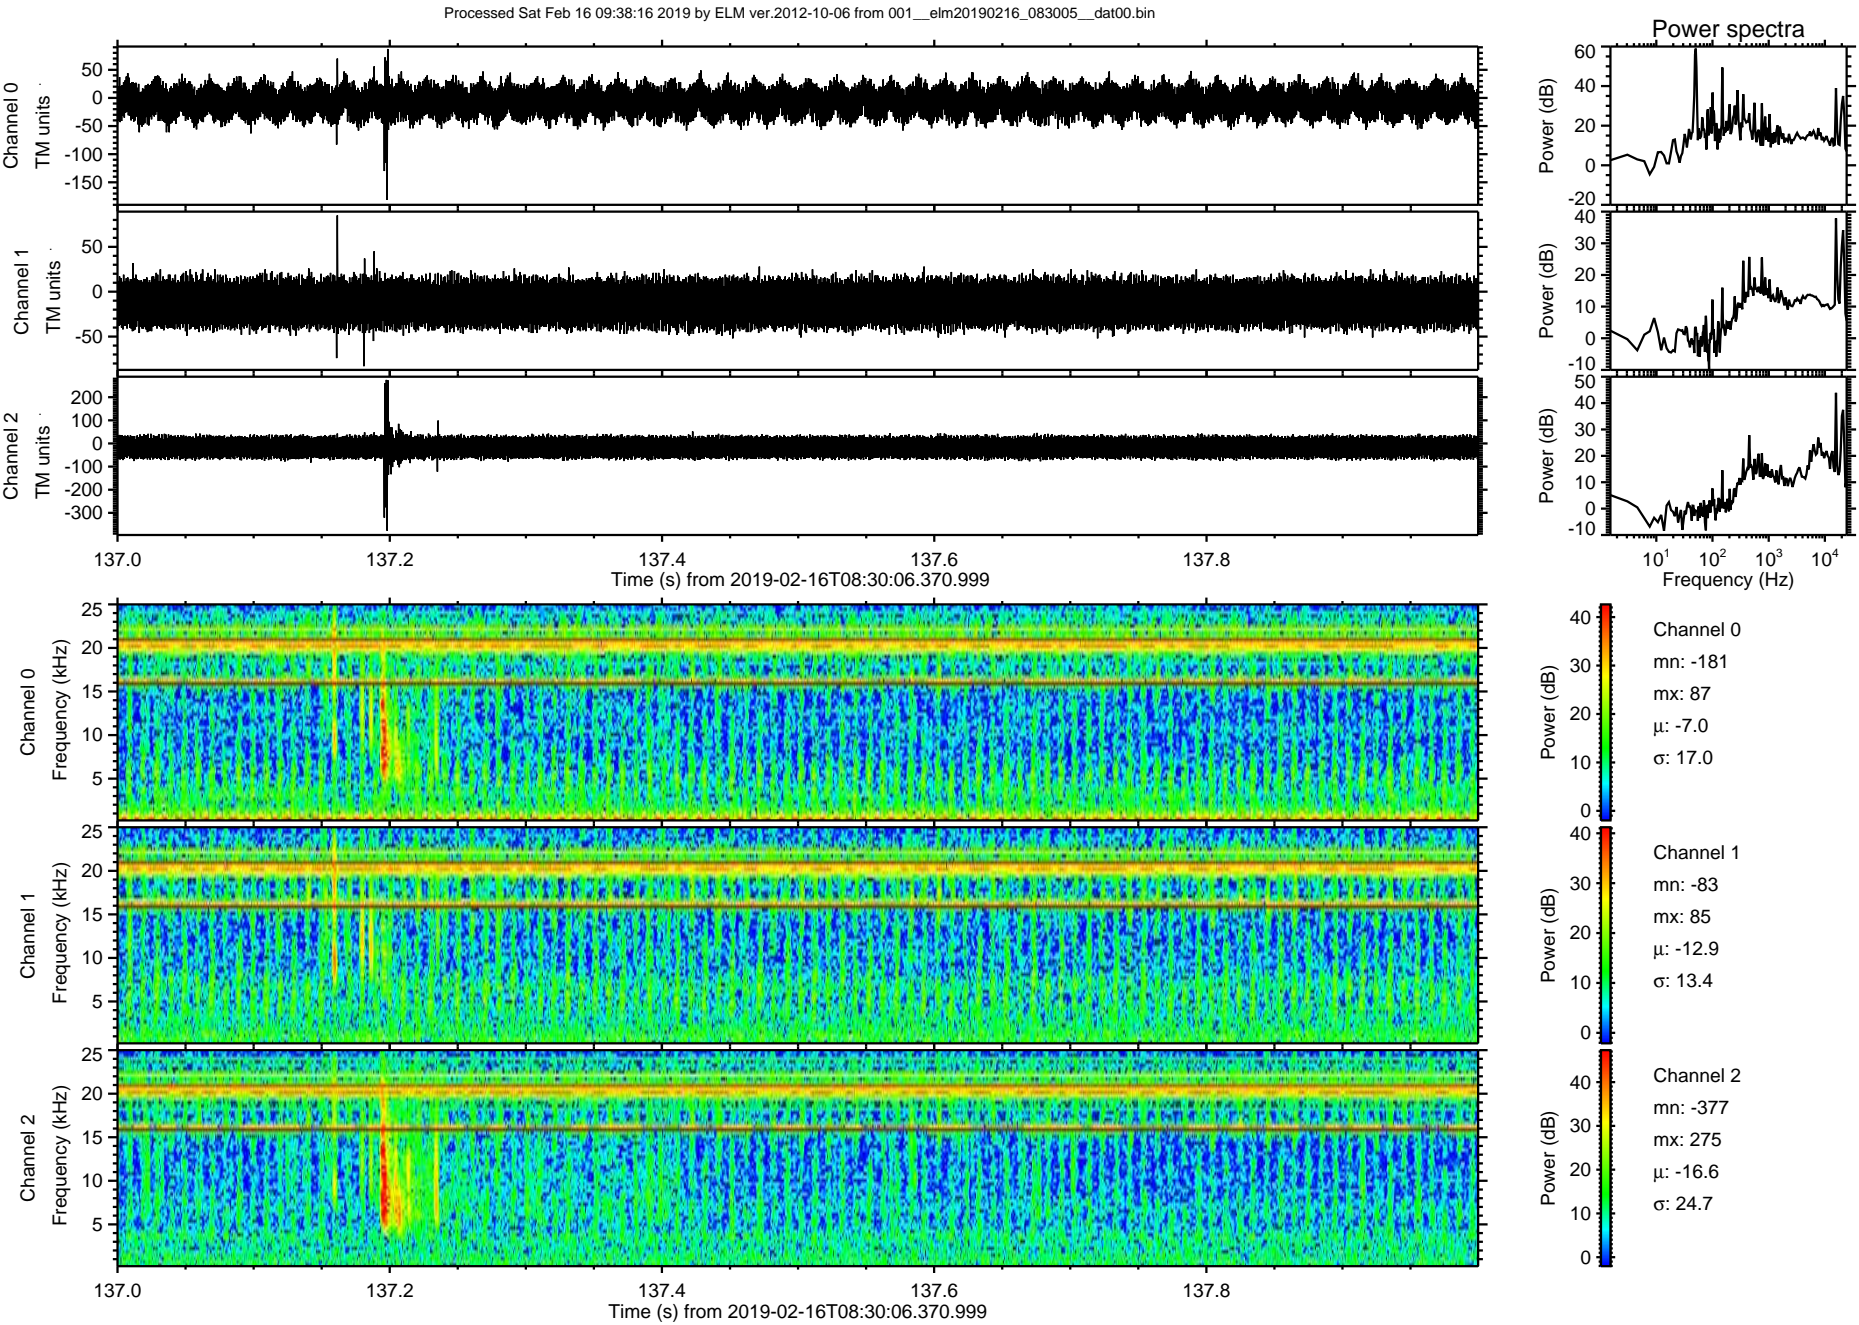 Processed Sat Feb 16 09:38:16 2019 by ELM ver.2012-10-06 from 001__elm20190216_083005__dat00.bin
Power spectra
Channel 0
TM units
50
0
-50
-100
-150
Power (dB)
60
40
20
0
-20
Channel 1
TM units
50
0
-50
Power (dB)
40
30
20
10
0
-10
Channel 2
TM units
200
100
0
-100
-200
-300
Power (dB)
50
40
30
20
10
0
-10
137.0 137.2 137.4 137.6 137.8
Time (s) from 2019-02-16T08:30:06.370.999
10¹ 10² 10³ 10⁴
Frequency (Hz)
Channel 0
Frequency (kHz)
25
20
15
10
5
Power (dB)
40
30
20
10
0
Channel 0
mn: -181
mx: 87
µ: -7.0
σ: 17.0
Channel 1
Frequency (kHz)
25
20
15
10
5
Power (dB)
40
30
20
10
0
Channel 1
mn: -83
mx: 85
µ: -12.9
σ: 13.4
Channel 2
Frequency (kHz)
25
20
15
10
5
Power (dB)
40
30
20
10
0
Channel 2
mn: -377
mx: 275
µ: -16.6
σ: 24.7
137.0 137.2 137.4 137.6 137.8
Time (s) from 2019-02-16T08:30:06.370.999